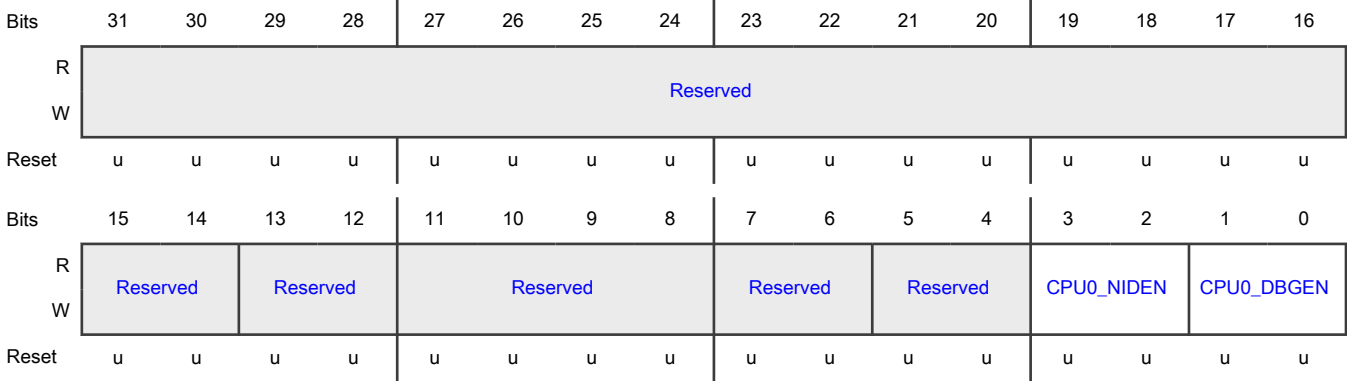 Bits 31 30 29 28 27 26 25 24 23 22 21 20 19 18 17 16
R
Reserved
W
Reset u u u u u u u u u u u u u u u u
Bits 15 14 13 12 11 10 9 8 7 6 5 4 3 2 1 0
R
Reserved Reserved Reserved Reserved Reserved CPU0_NIDEN CPU0_DBGEN
W
Reset u u u u u u u u u u u u u u u u